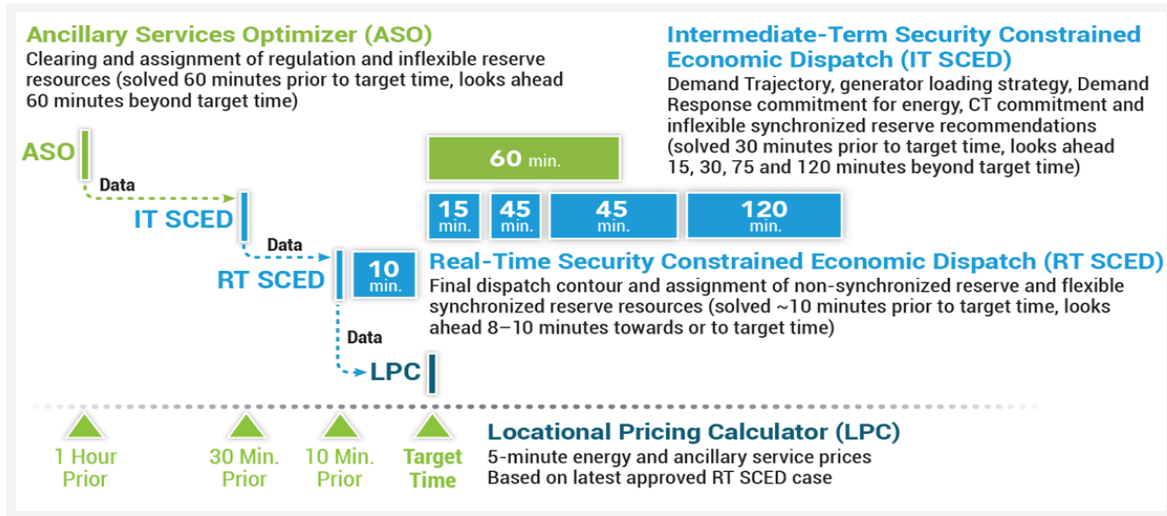 Ancillary Services Optimizer (ASO)
Clearing and assignment of regulation and inflexible reserve
resources (solved 60 minutes prior to target time, looks ahead
60 minutes beyond target time)
Intermediate-Term Security Constrained
Economic Dispatch (IT SCED)
Demand Trajectory, generator loading strategy, Demand
Response commitment for energy, CT commitment and
inflexible synchronized reserve recommendations
(solved 30 minutes prior to target time, looks ahead
15, 30, 75 and 120 minutes beyond target time)
ASO
60 min.
Data
IT SCED
15
min.
45
min.
45
min.
120
min.
Data
RT SCED
10
min.
Real-Time Security Constrained Economic Dispatch (RT SCED)
Final dispatch contour and assignment of non-synchronized reserve and flexible
synchronized reserve resources (solved ~10 minutes prior to target time, looks
ahead 8–10 minutes towards or to target time)
Data
LPC
1 Hour
Prior
30 Min.
Prior
10 Min.
Prior
Target
Time
Locational Pricing Calculator (LPC)
5-minute energy and ancillary service prices
Based on latest approved RT SCED case